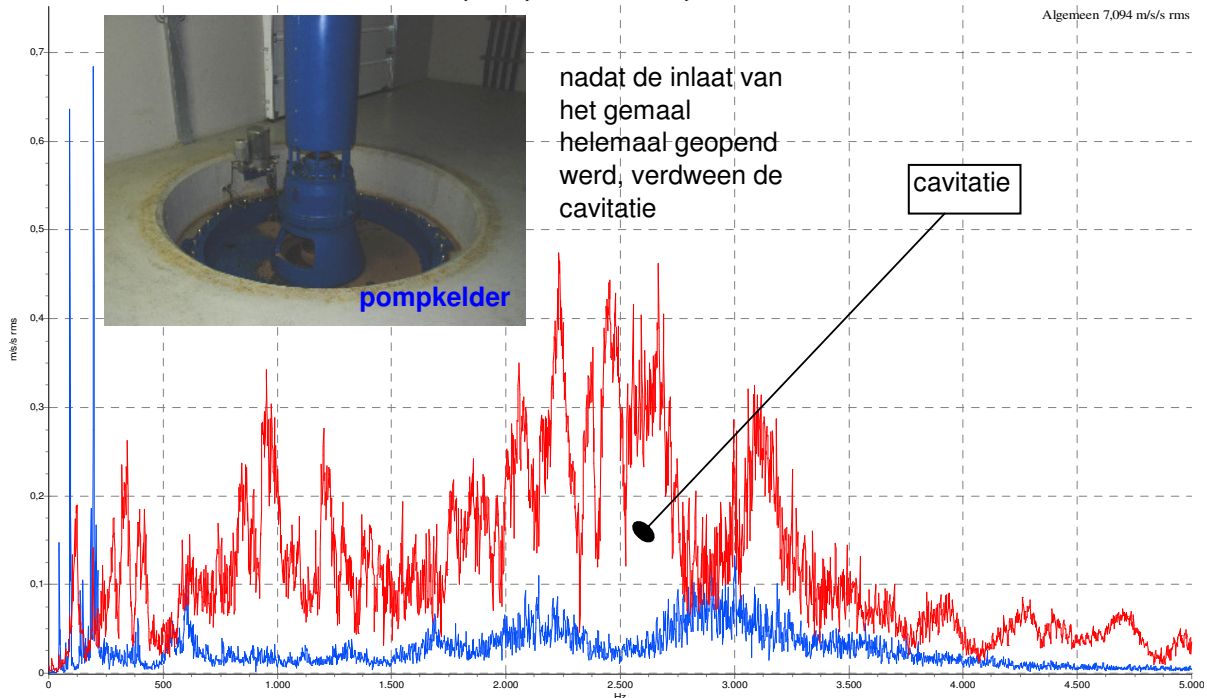 Algemeen 7,094 m/s/s rms
nadat de inlaat van
het gemaal
helemaal geopend
werd, verdween de
cavitatie
cavitatie
pompkelder
m/s/s rms
0,7
0,6
0,5
0,4
0,3
0,2
0,1
0
0
500
1.000
1.500
2.000
2.500
3.000
3.500
4.000
4.500
5.000
Hz